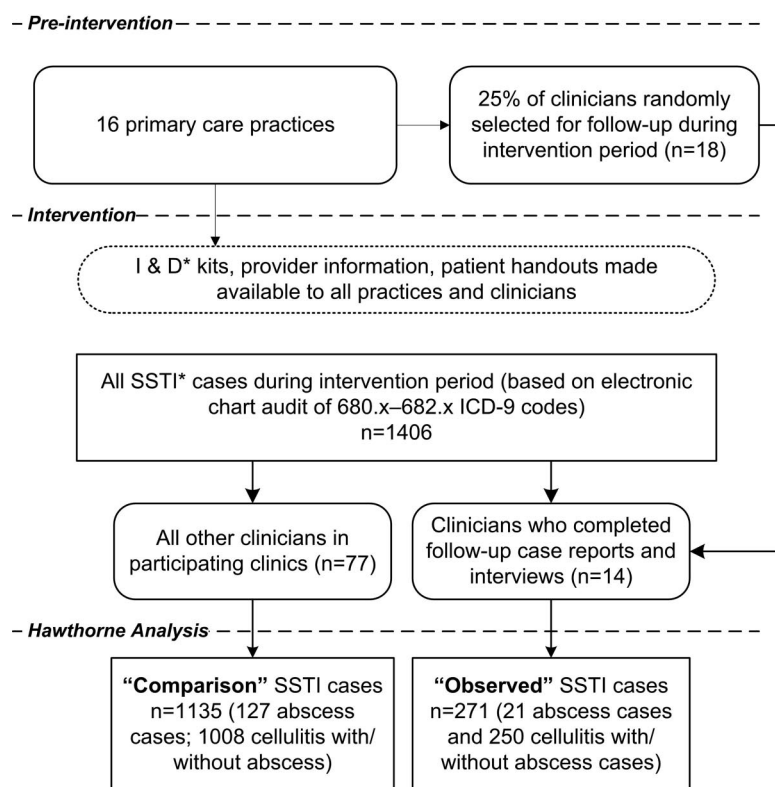 Pre-intervention
16 primary care practices
25% of clinicians randomly
selected for follow-up during
intervention period (n=18)
Intervention
I & D* kits, provider information, patient handouts made
available to all practices and clinicians
All SSTI* cases during intervention period (based on electronic
chart audit of 680.x–682.x ICD-9 codes)
n=1406
All other clinicians in
participating clinics (n=77)
Clinicians who completed
follow-up case reports and
interviews (n=14)
Hawthorne Analysis
“Comparison” SSTI cases
n=1135 (127 abscess
cases; 1008 cellulitis with/
without abscess)
“Observed” SSTI cases
n=271 (21 abscess cases
and 250 cellulitis with/
without abscess cases)